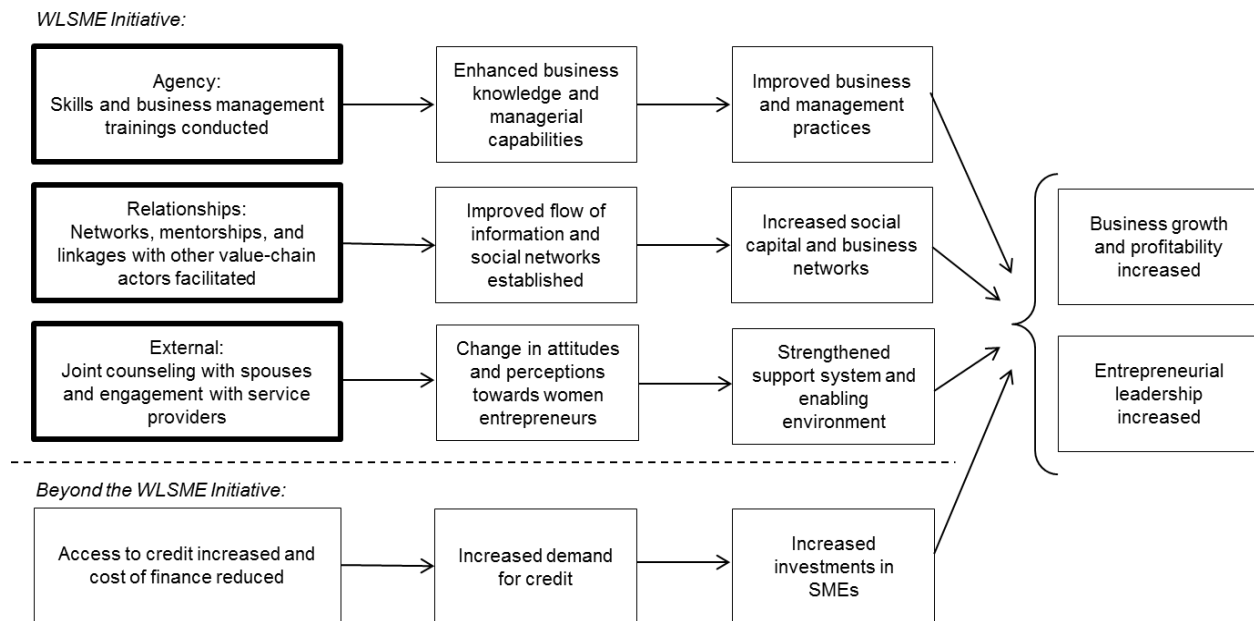 WLSME Initiative:
Agency:
Skills and business management
trainings conducted
Enhanced business
knowledge and
managerial
capabilities
Improved business
and management
practices
Relationships:
Networks, mentorships, and
linkages with other value-chain
actors facilitated
Improved flow of
information and
social networks
established
Increased social
capital and business
networks
Business growth
and profitability
increased
External:
Joint counseling with spouses
and engagement with service
providers
Change in attitudes
and perceptions
towards women
entrepreneurs
Strengthened
support system and
enabling
environment
Entrepreneurial
leadership
increased
Beyond the WLSME Initiative:
Access to credit increased and
cost of finance reduced
Increased demand
for credit
Increased
investments in
SMEs